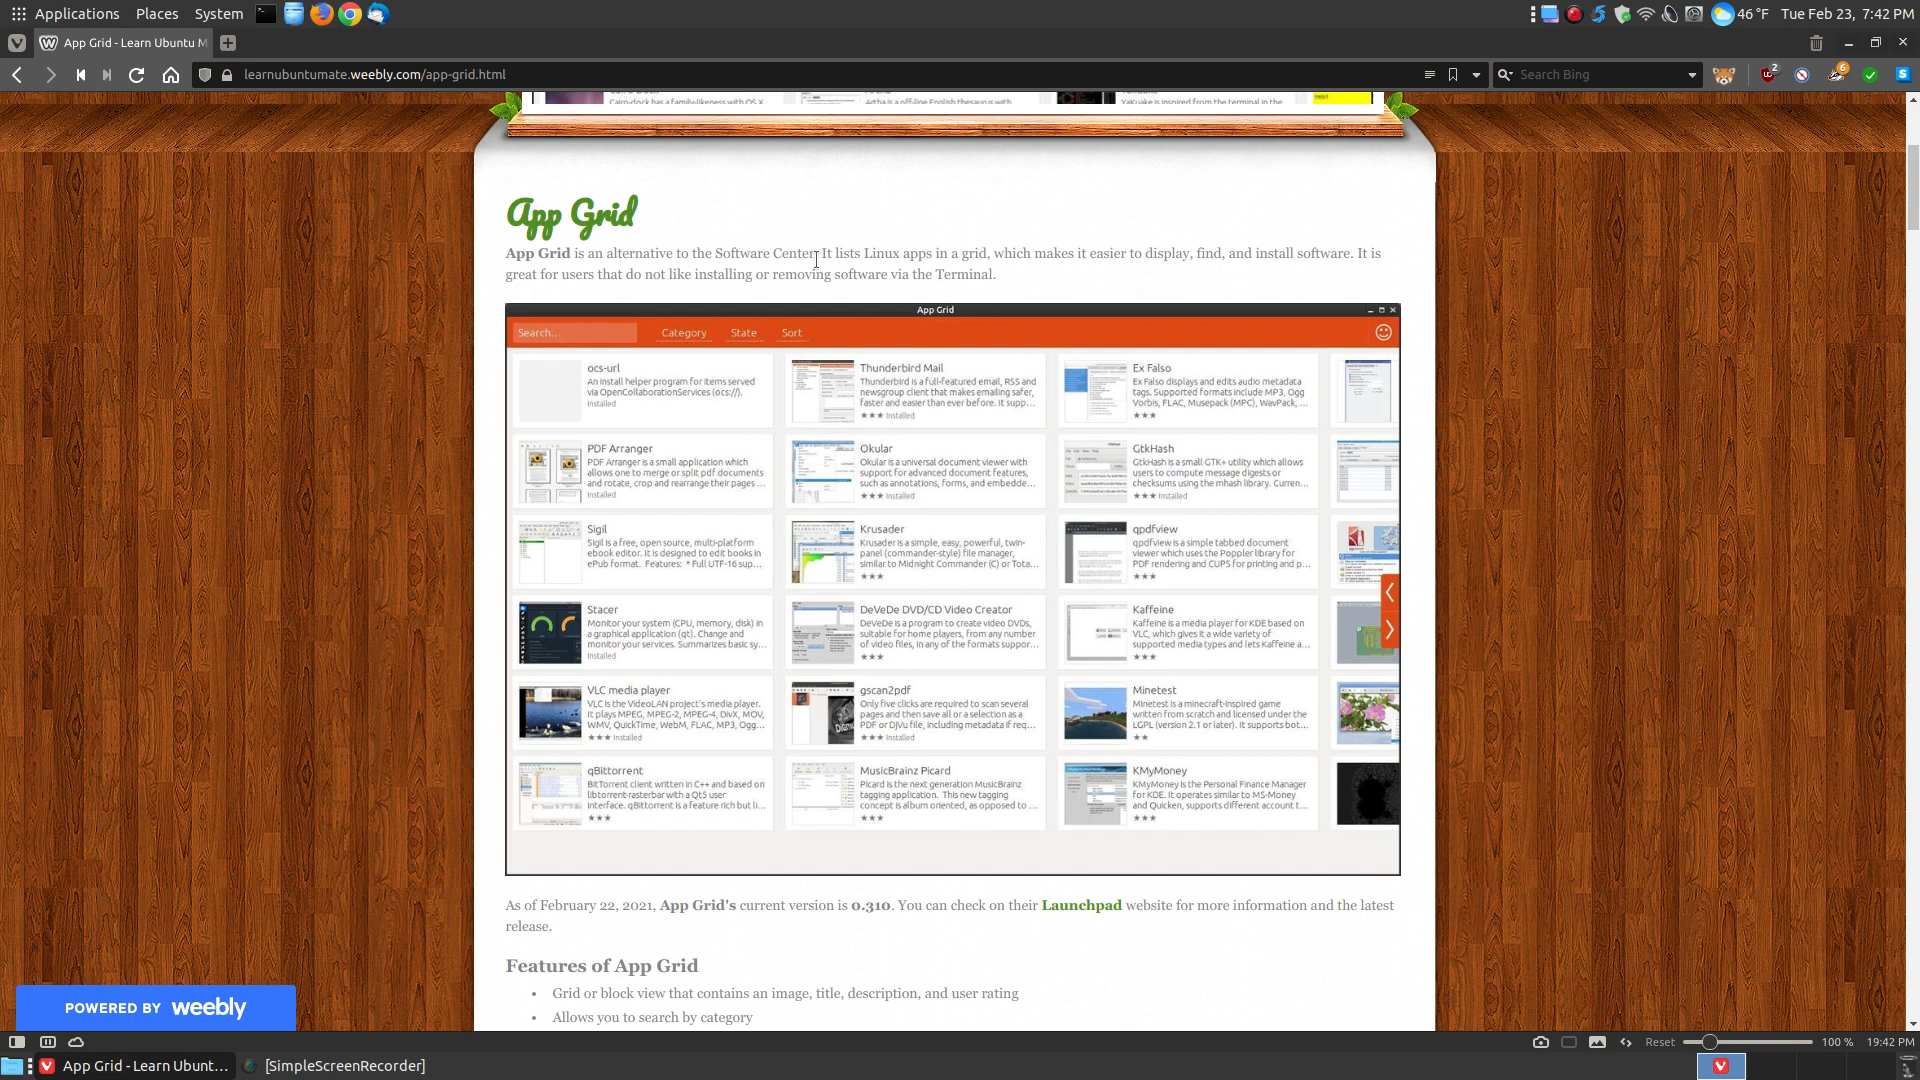 Applications Places System
46 °F Tue Feb 23, 7:42 PM
App Grid - Learn Ubuntu M
learnubuntumate.weebly.com/app-grid.html
Search Bing
2
6
Cairo-dock has a family-likeness with OS X
Artha is a off-line English thesaurus with
Yakuake is inspired from the terminal in the
App Grid
App Grid is an alternative to the Software Center. It lists Linux apps in a grid, which makes it easier to display, find, and install software. It is
great for users that do not like installing or removing software via the Terminal.
App Grid
Search... Category State Sort
ocs-url
An install helper program for items served
via OpenCollaborationServices (ocs://).
Installed
Thunderbird Mail
Thunderbird is a full-featured email, RSS and
newsgroup client that makes emailing safer,
faster and easier than ever before. It supp...
★★★ Installed
Ex Falso
Ex Falso displays and edits audio metadata
tags. Supported formats include MP3, Ogg
Vorbis, FLAC, Musepack (MPC), WavPack, ...
★★★
PDF Arranger
PDF Arranger is a small application which
allows one to merge or split pdf documents
and rotate, crop and rearrange their pages ...
Installed
Okular
Okular is a universal document viewer with
support for advanced document features,
such as annotations, forms, and embedde...
★★★ Installed
GtkHash
GtkHash is a small GTK+ utility which allows
users to compute message digests or
checksums using the mhash library. Curren...
★★★ Installed
Sigil
Sigil is a free, open source, multi-platform
ebook editor. It is designed to edit books in
ePub format. Features: * Full UTF-16 sup...
Krusader
Krusader is a simple, easy, powerful, twin-
panel (commander-style) file manager,
similar to Midnight Commander (C) or Tota...
★★★
qpdfview
qpdfview is a simple tabbed document
viewer which uses the Poppler library for
PDF rendering and CUPS for printing and p...
★★★
Stacer
Monitor your system (CPU, memory, disk) in
a graphical application (qt). Change and
monitor your services. Summarizes basic sy...
Installed
DeVeDe DVD/CD Video Creator
DeVeDe is a program to create video DVDs,
suitable for home players, from any number
of video files, in any of the formats suppor...
★★★
Kaffeine
Kaffeine is a media player for KDE based on
VLC, which gives it a wide variety of
supported media types and lets Kaffeine a...
★★★
VLC media player
VLC is the VideoLAN project's media player.
It plays MPEG, MPEG-2, MPEG-4, DivX, MOV,
WMV, QuickTime, WebM, FLAC, MP3, Ogg...
★★★ Installed
gscan2pdf
Only five clicks are required to scan several
pages and then save all or a selection as a
PDF or DjVu file, including metadata if req...
★★★ Installed
Minetest
Minetest is a minecraft-inspired game
written from scratch and licensed under the
LGPL (version 2.1 or later). It supports bot...
★★
qBittorrent
BitTorrent client written in C++ and based on
libtorrent-rasterbar with a Qt5 user
interface. qBittorrent is a feature rich but li...
★★★
MusicBrainz Picard
Picard is the next generation MusicBrainz
tagging application. This new tagging
concept is album oriented, as opposed to ...
★★★
KMyMoney
KMyMoney is the Personal Finance Manager
for KDE. It operates similar to MS-Money
and Quicken, supports different account t...
★★★
As of February 22, 2021, App Grid's current version is 0.310. You can check on their Launchpad website for more information and the latest
release.
Features of App Grid
• Grid or block view that contains an image, title, description, and user rating
• Allows you to search by category
POWERED BY weebly
Reset 100 % 19:42 PM
App Grid - Learn Ubunt... [SimpleScreenRecorder]